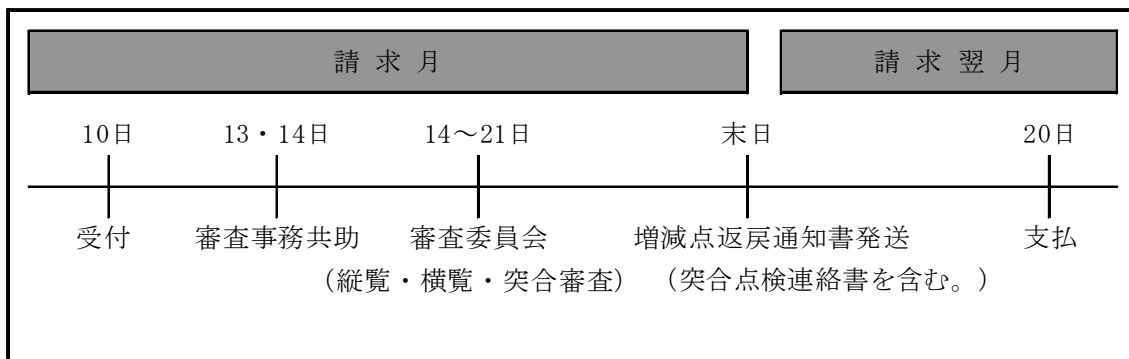 請求月 請求翌月
10日 13・14日 14～21日 末日 20日
受付 審査事務共助 審査委員会 増減点返戻通知書発送 支払
（縦覧・横覧・突合審査） （突合点検連絡書を含む。）